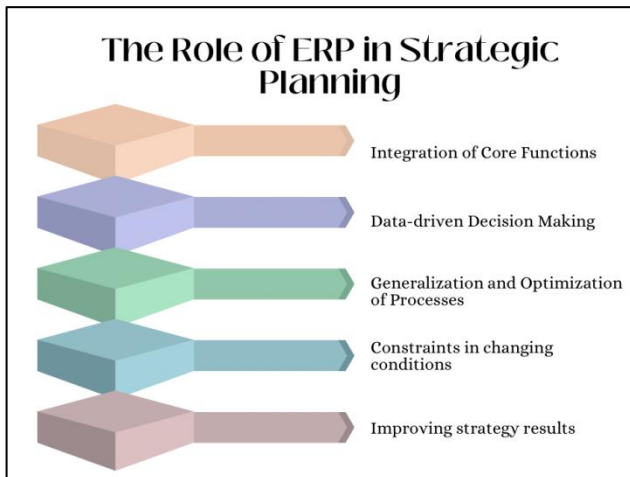 The Role of ERP in Strategic
Planning
Integration of Core Functions
Data-driven Decision Making
Generalization and Optimization
of Processes
Constraints in changing
conditions
Improving strategy results